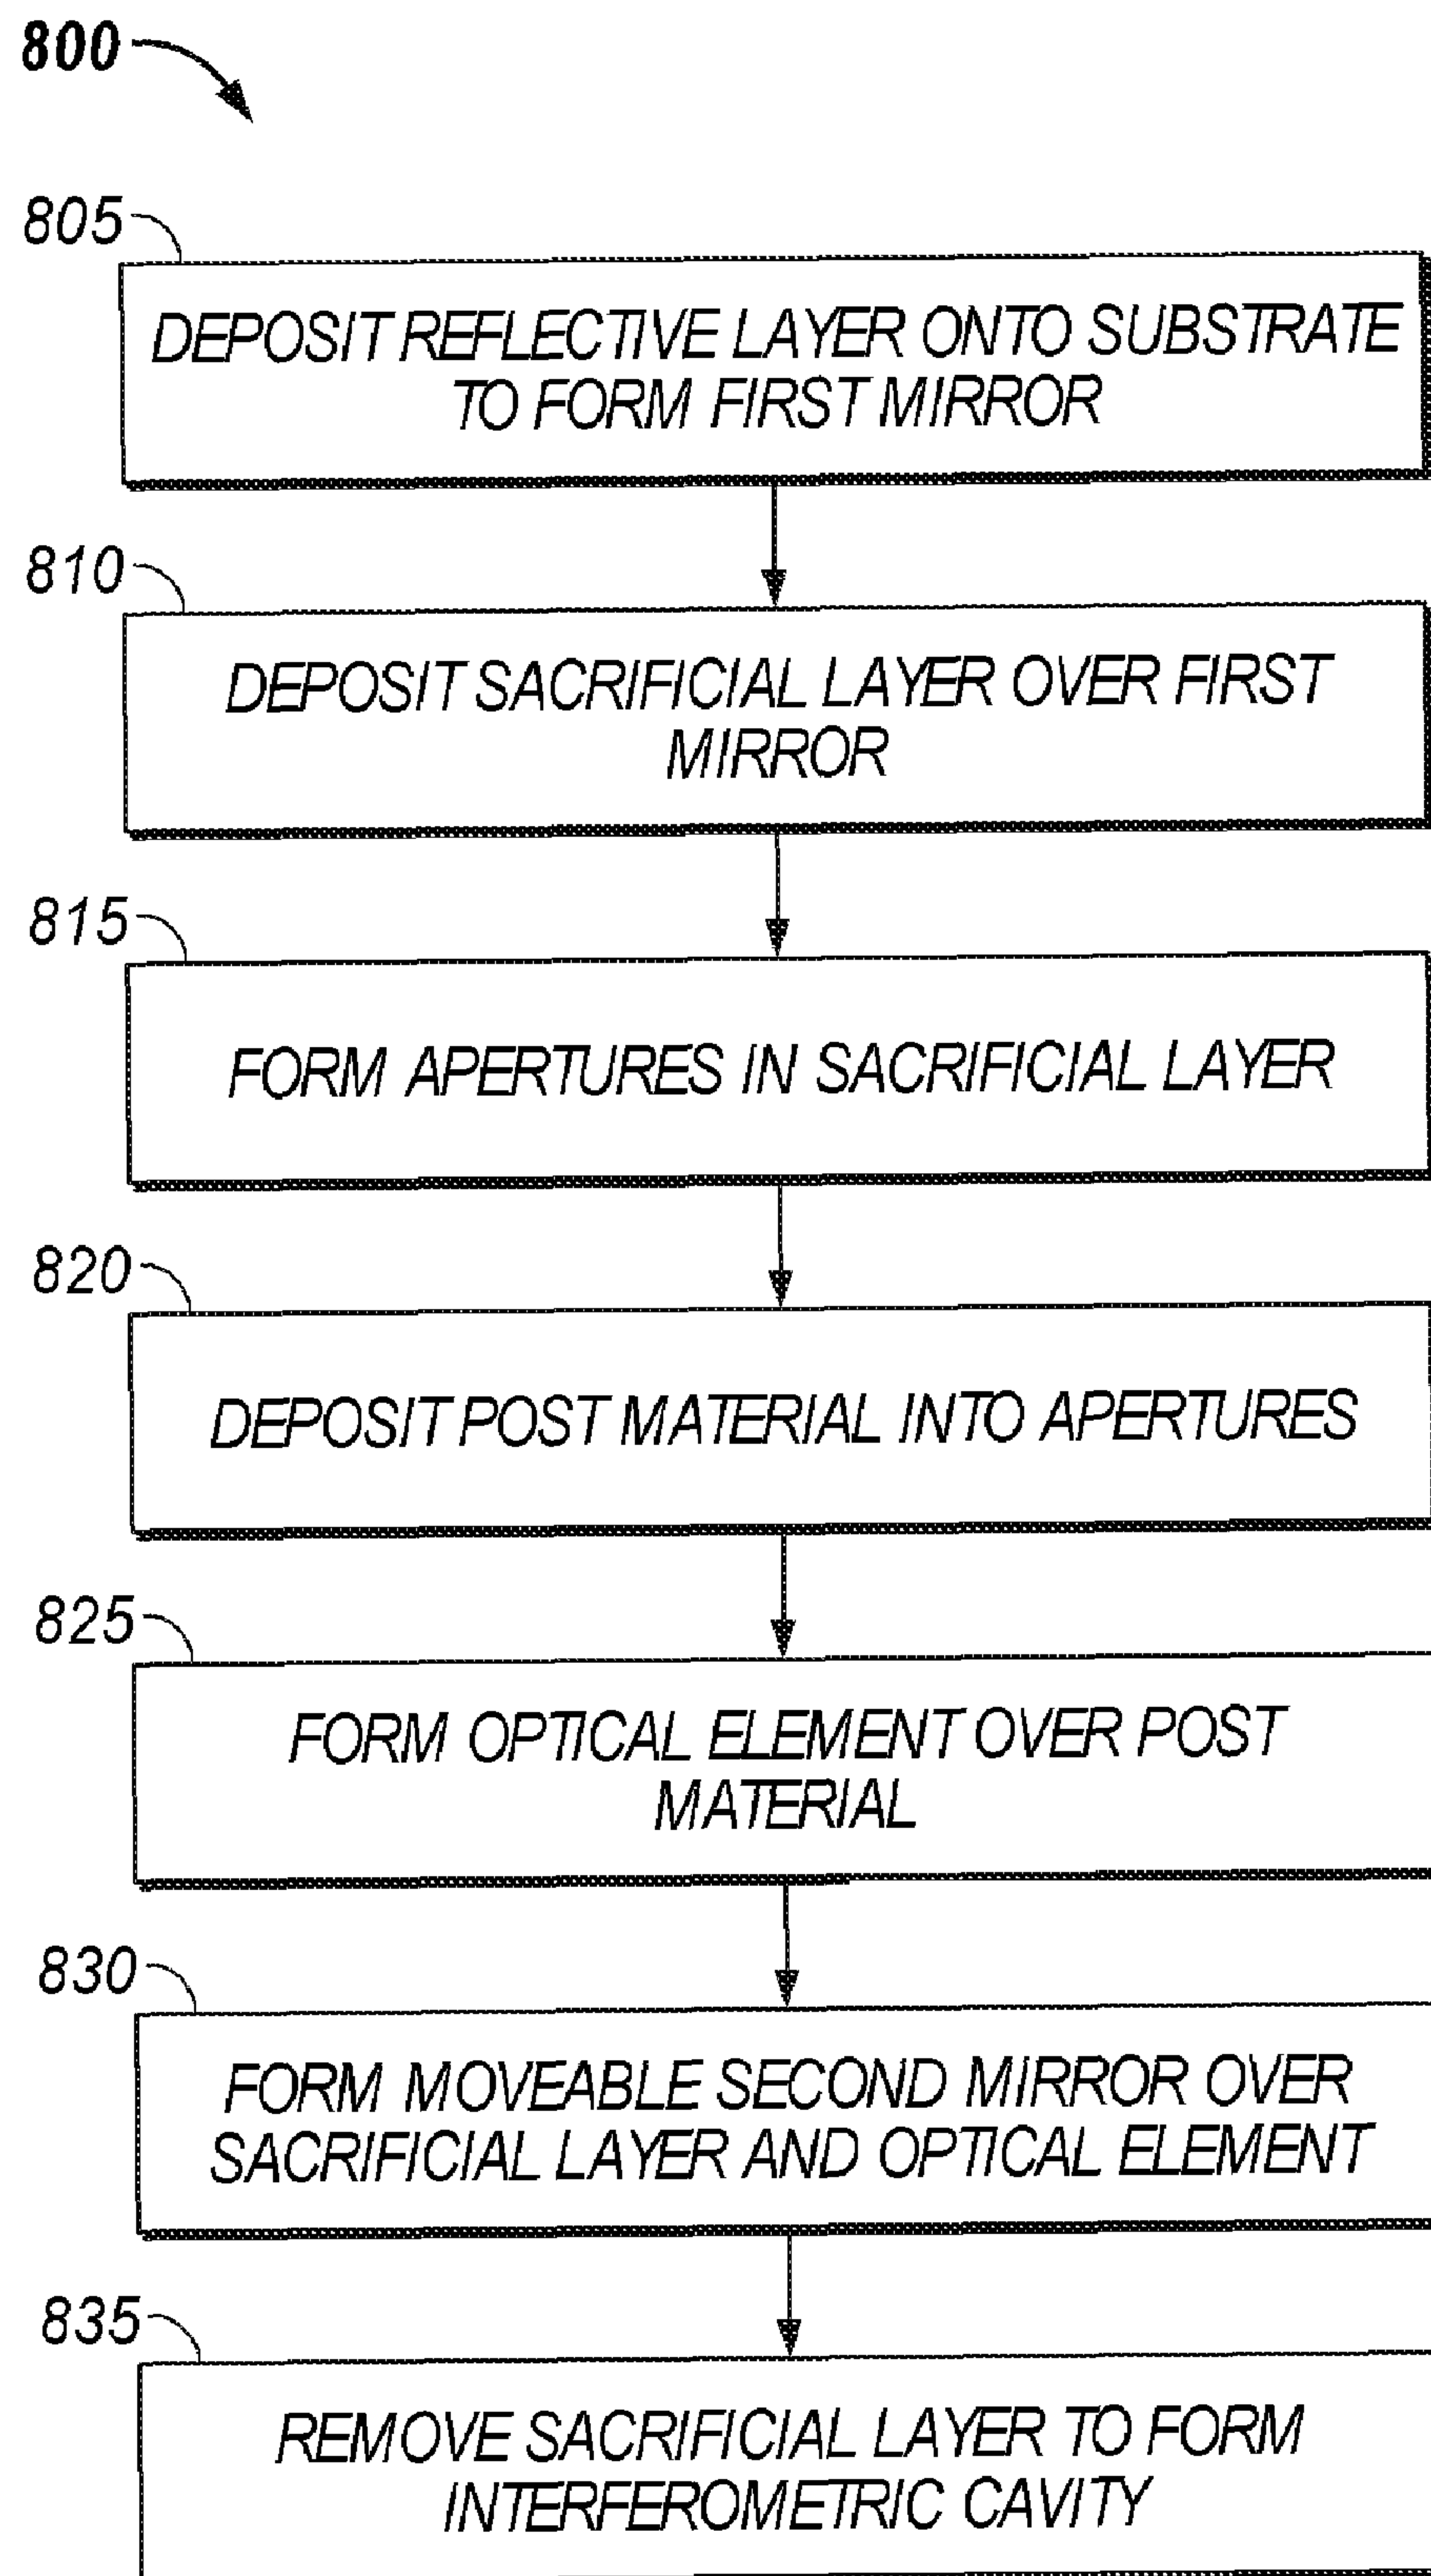 800
805
DEPOSIT REFLECTIVE LAYER ONTO SUBSTRATE
TO FORM FIRST MIRROR
810
DEPOSIT SACRIFICIAL LAYER OVER FIRST
MIRROR
815
FORM APERTURES IN SACRIFICIAL LAYER
820
DEPOSIT POST MATERIAL INTO APERTURES
825
FORM OPTICAL ELEMENT OVER POST
MATERIAL
830
FORM MOVEABLE SECOND MIRROR OVER
SACRIFICIAL LAYER AND OPTICAL ELEMENT
835
REMOVE SACRIFICIAL LAYER TO FORM
INTERFEROMETRIC CAVITY